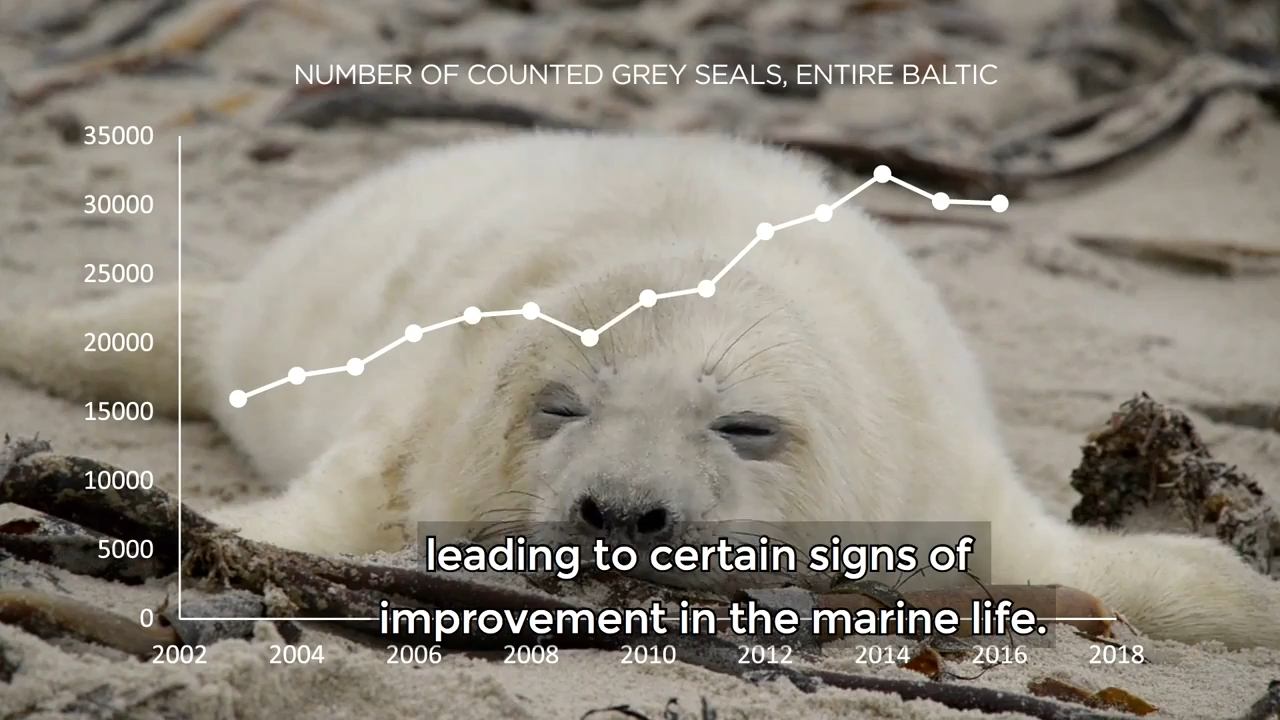 NUMBER OF COUNTED GREY SEALS, ENTIRE BALTIC
35000
30000
25000
20000
15000
10000
5000
0
leading to certain signs of
improvement in the marine life.
2002 2004 2006 2008 2010 2012 2014 2016 2018